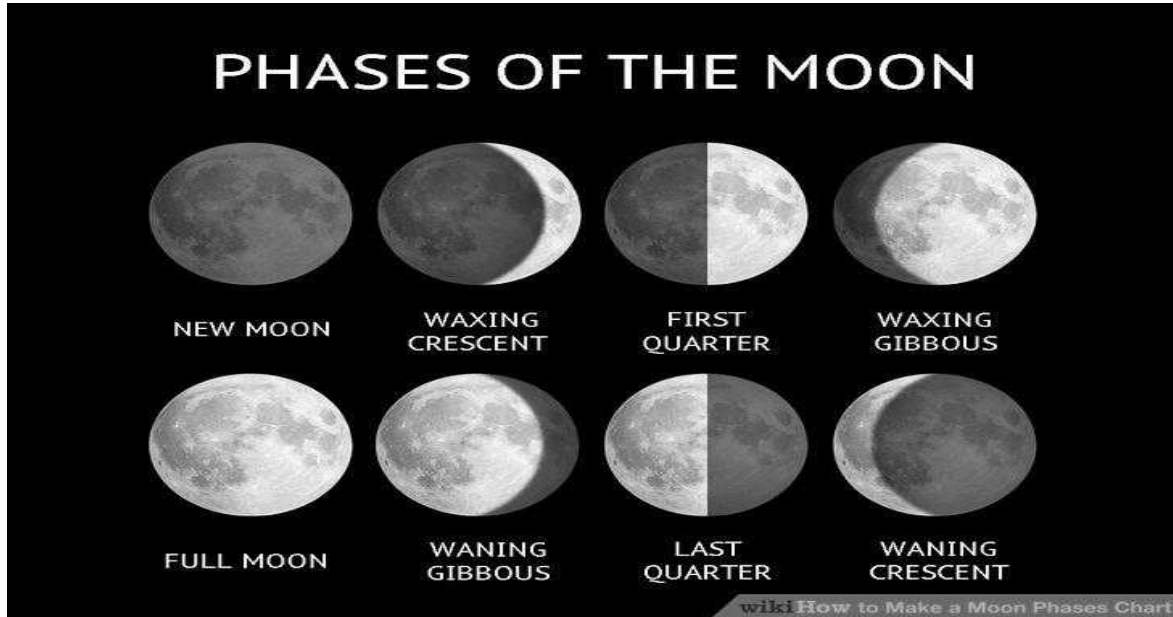 PHASES OF THE MOON
NEW MOON
WAXING
CRESCENT
FIRST
QUARTER
WAXING
GIBBOUS
FULL MOON
WANING
GIBBOUS
LAST
QUARTER
WANING
CRESCENT
wikiHow to Make a Moon Phases Chart